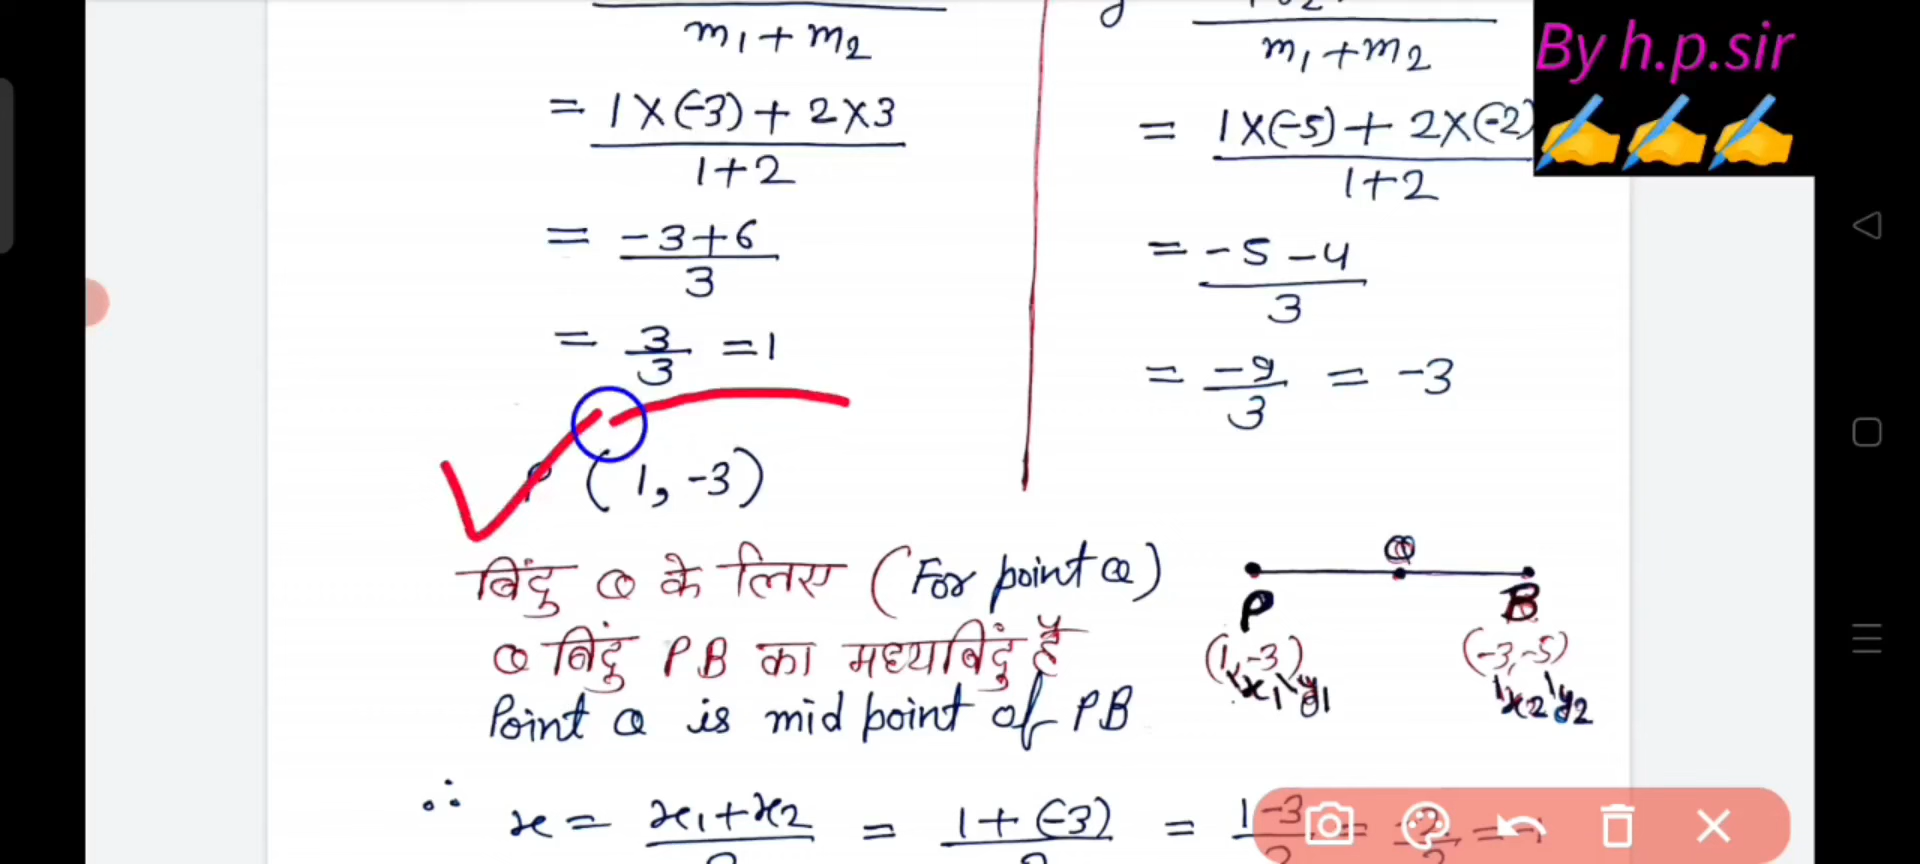 m₁ + m₂
= 1 × (-3) + 2 × 3
1 + 2
= -3 + 6
3
= 3/3 = 1
P (1, -3)
y
m₁ + m₂
= 1 × (-5) + 2 × (-2)
1 + 2
= -5 - 4
3
= -9/3 = -3
By h.p.sir
बिंदु Q के लिए (For point Q)
Q बिंदु PB का मध्यबिंदु है
Point Q is mid point of PB
Q
P B
(1, -3) (-3, -5)
x₁ y₁ x₂ y₂
∴ x = x₁ + x₂ = 1 + (-3) = 1 - 3